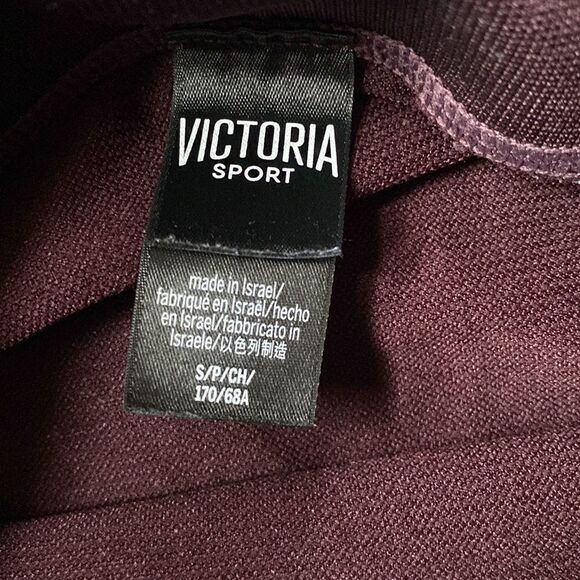 VICTORIA
SPORT
made in Israel/
fabriqué en Israël/hecho
en Israel/fabbricato in
Israele/以色列制造
S/P/CH/
170/68A